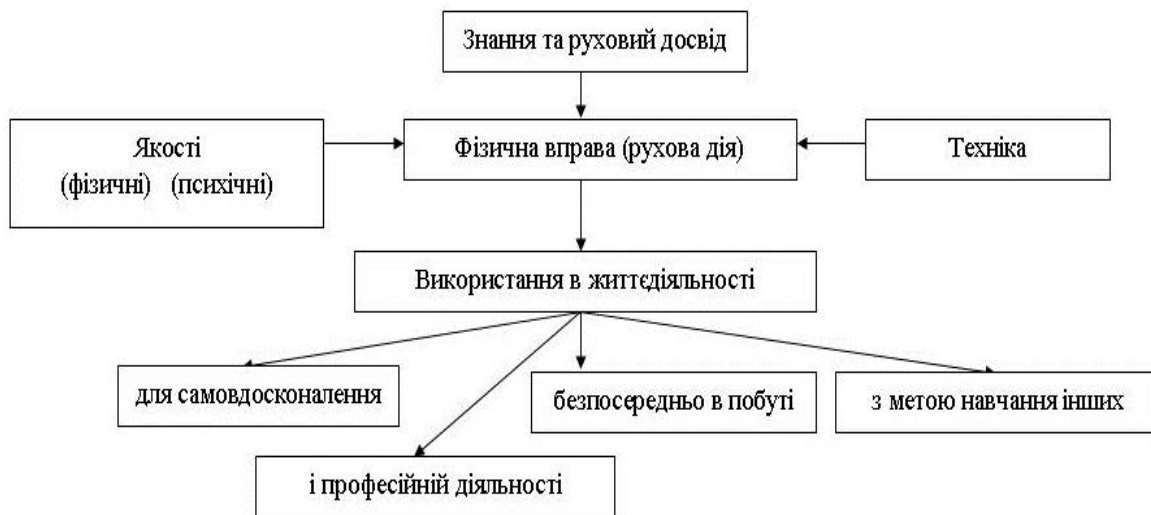 Знання та руховий досвід
Якості
(фізичні) (психічні)
Фізична вправа (рухова дія)
Техніка
Використання в життєдіяльності
для самовдосконалення
безпосередньо в побуті
з метою навчання інших
і професійній діяльності